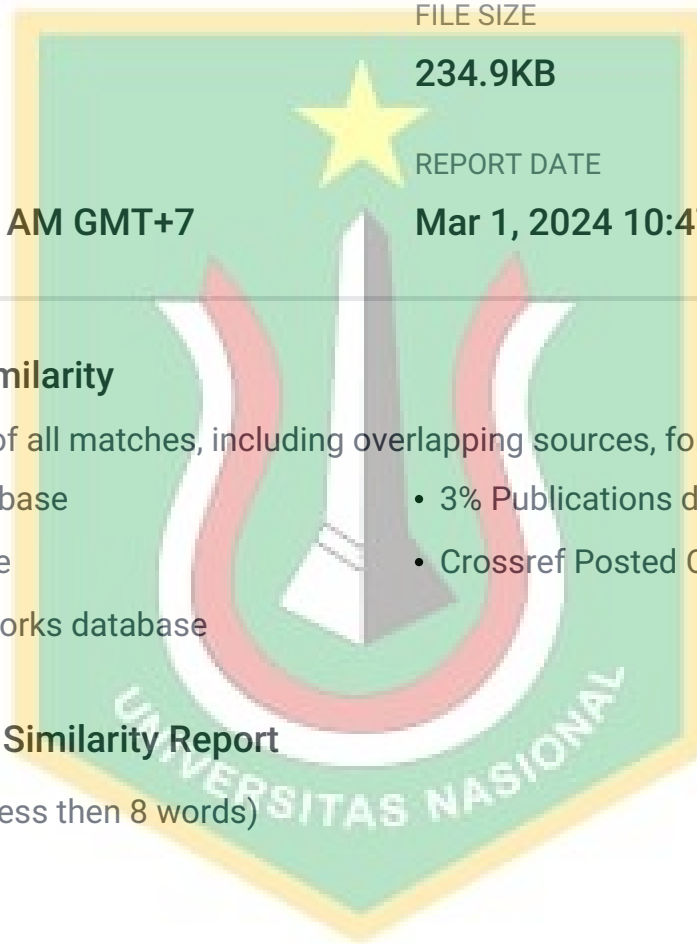 FILE SIZE
234.9KB
REPORT DATE
AM GMT+7
Mar 1, 2024 10:4
milarity
of all matches, including overlapping sources, fo
base
• 3% Publications d
e
• Crossref Posted C
orks database
Similarity Report
ess then 8 words)
UNIVERSITAS NASIONAL